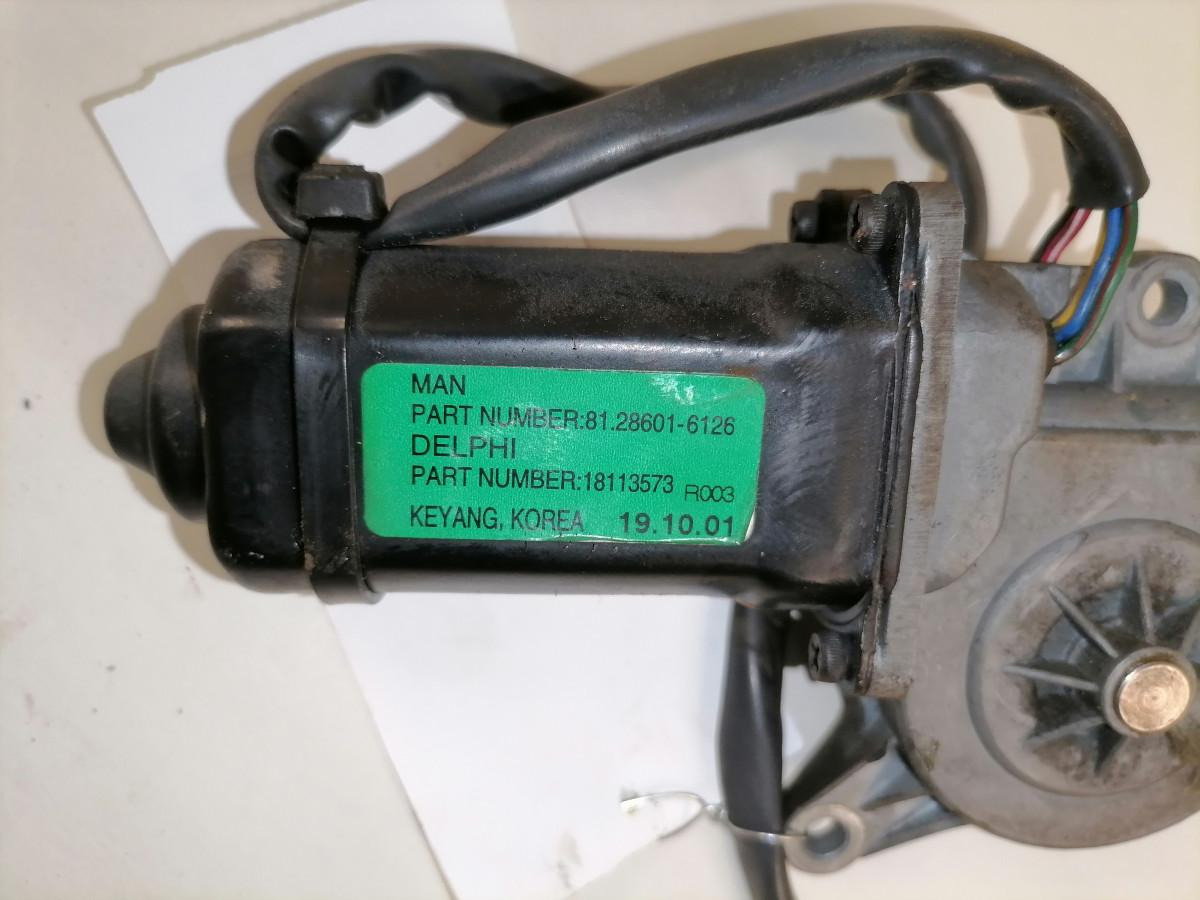 MAN
PART NUMBER:81.28601-6126
DELPHI
PART NUMBER:18113573 R003
KEYANG, KOREA 19.10.01